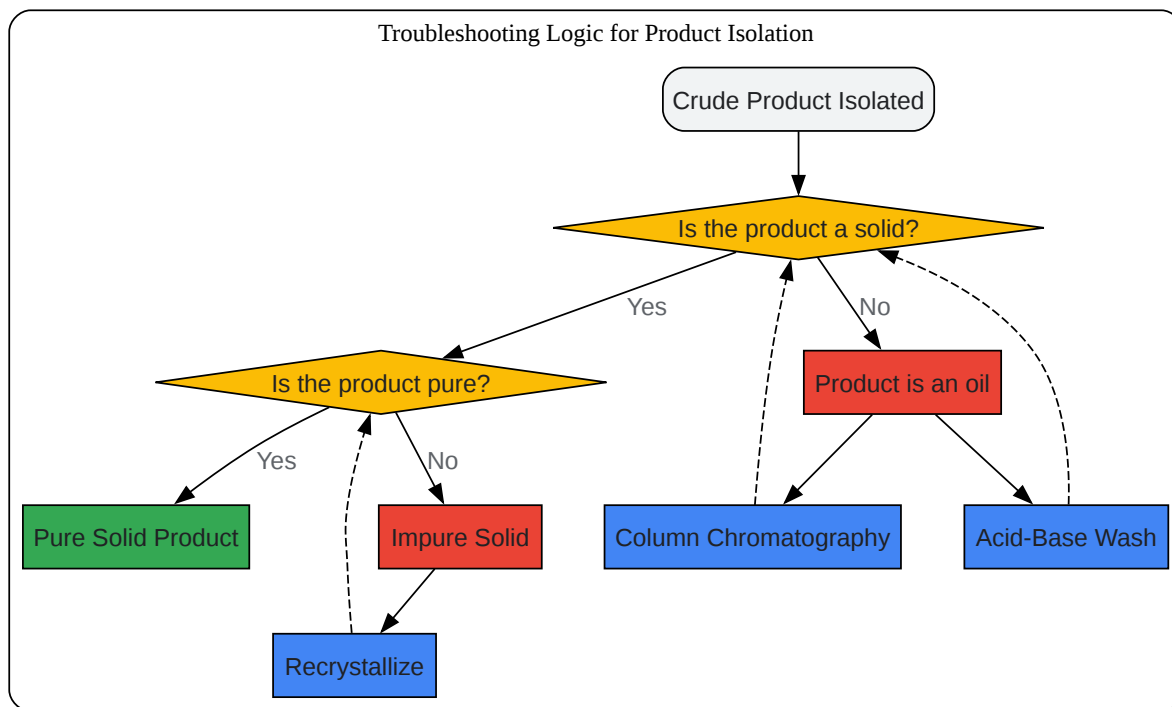 Troubleshooting Logic for Product Isolation
Crude Product Isolated
Is the product a solid?
Yes
No
Is the product pure?
Product is an oil
Yes
No
Pure Solid Product
Impure Solid
Column Chromatography
Acid-Base Wash
Recrystallize